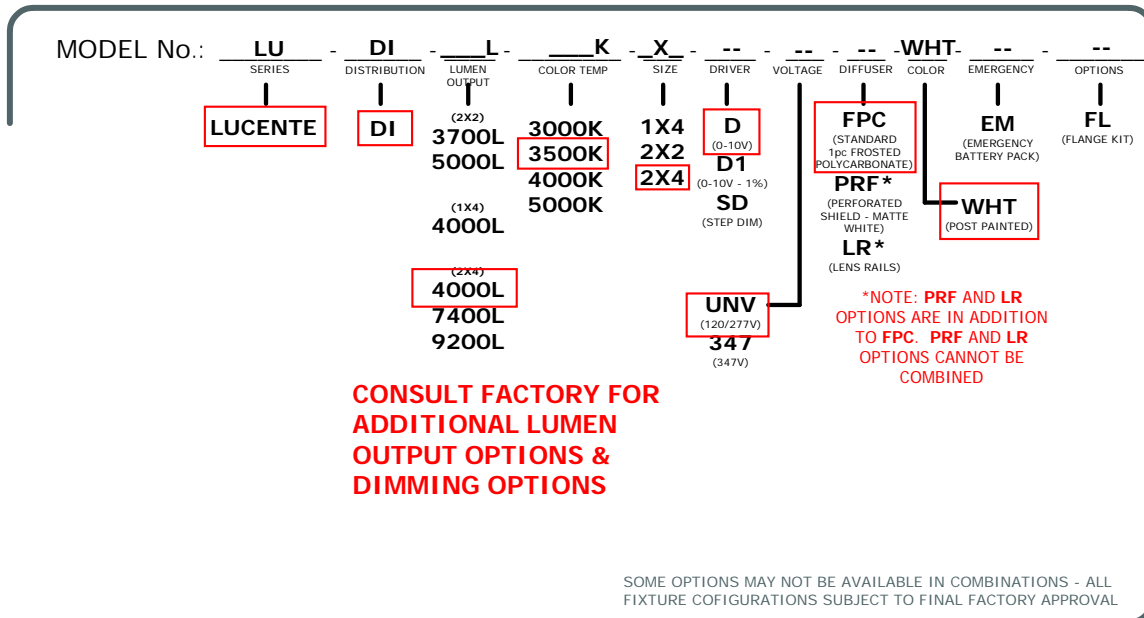 MODEL No.: LU - DI - ___L - ___K - _X_ - -- - -- - -- - WHT - -- - --
SERIES DISTRIBUTION LUMEN OUTPUT COLOR TEMP SIZE DRIVER VOLTAGE DIFFUSER COLOR EMERGENCY OPTIONS
LUCENTE
DI
(2X2)
3700L
5000L
(1X4)
4000L
(2X4)
4000L
7400L
9200L
3000K
3500K
4000K
5000K
1X4
2X2
2X4
D
(0-10V)
D1
(0-10V - 1%)
SD
(STEP DIM)
UNV
(120/277V)
347
(347V)
FPC
(STANDARD
1pc FROSTED
POLYCARBONATE)
PRF*
(PERFORATED
SHIELD - MATTE
WHITE)
LR*
(LENS RAILS)
WHT
(POST PAINTED)
EM
(EMERGENCY
BATTERY PACK)
FL
(FLANGE KIT)
*NOTE: PRF AND LR
OPTIONS ARE IN ADDITION
TO FPC. PRF AND LR
OPTIONS CANNOT BE
COMBINED
CONSULT FACTORY FOR
ADDITIONAL LUMEN
OUTPUT OPTIONS &
DIMMING OPTIONS
SOME OPTIONS MAY NOT BE AVAILABLE IN COMBINATIONS - ALL
FIXTURE COFIGURATIONS SUBJECT TO FINAL FACTORY APPROVAL